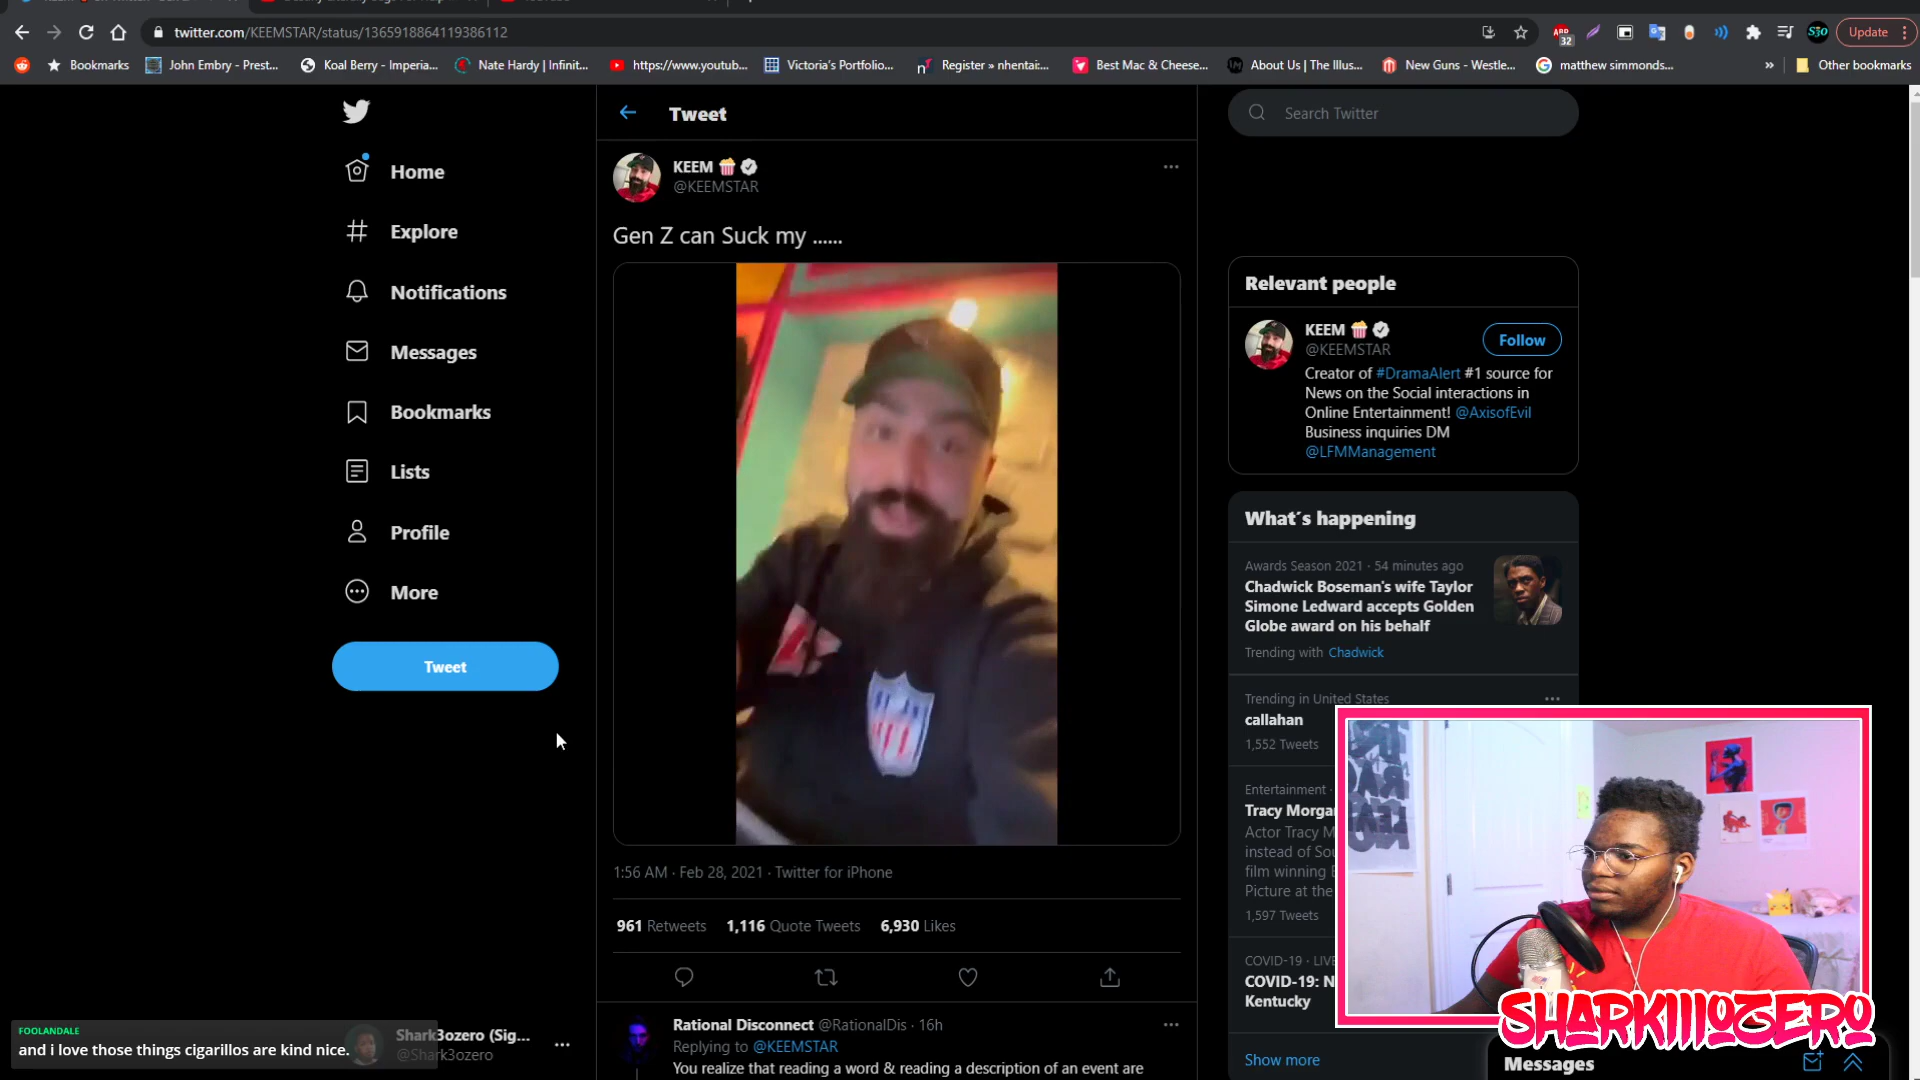 twitter.com/KEEMSTAR/status/1365918864119386112
ABP
32
S3O
Update
Bookmarks
John Embry - Prest...
Koal Berry - Imperia...
Nate Hardy | Infinit...
https://www.youtub...
Victoria's Portfolio...
Register » nhentai:...
Best Mac & Cheese...
About Us | The Illus...
New Guns - Westle...
matthew simmonds...
»
Other bookmarks
Home
Explore
Notifications
Messages
Bookmarks
Lists
Profile
More
Tweet
Shark3ozero (Sig...
@Shark3ozero
FOOLANDALE
and i love those things cigarillos are kind nice.
Tweet
KEEM
@KEEMSTAR
Gen Z can Suck my ......
1:56 AM · Feb 28, 2021 · Twitter for iPhone
961 Retweets 1,116 Quote Tweets 6,930 Likes
Rational Disconnect @RationalDis · 16h
Replying to @KEEMSTAR
You realize that reading a word & reading a description of an event are
Search Twitter
Relevant people
KEEM
@KEEMSTAR
Follow
Creator of #DramaAlert #1 source for
News on the Social interactions in
Online Entertainment! @AxisofEvil
Business inquiries DM
@LFMManagement
What's happening
Awards Season 2021 · 54 minutes ago
Chadwick Boseman's wife Taylor
Simone Ledward accepts Golden
Globe award on his behalf
Trending with Chadwick
Trending in United States
callahan
1,552 Tweets
Entertainment ·
Tracy Morga
Actor Tracy M
instead of Sou
film winning
Picture at the
1,597 Tweets
COVID-19 · LIVE
COVID-19: N
Kentucky
Show more
SHARKIIIOZERO
Messages